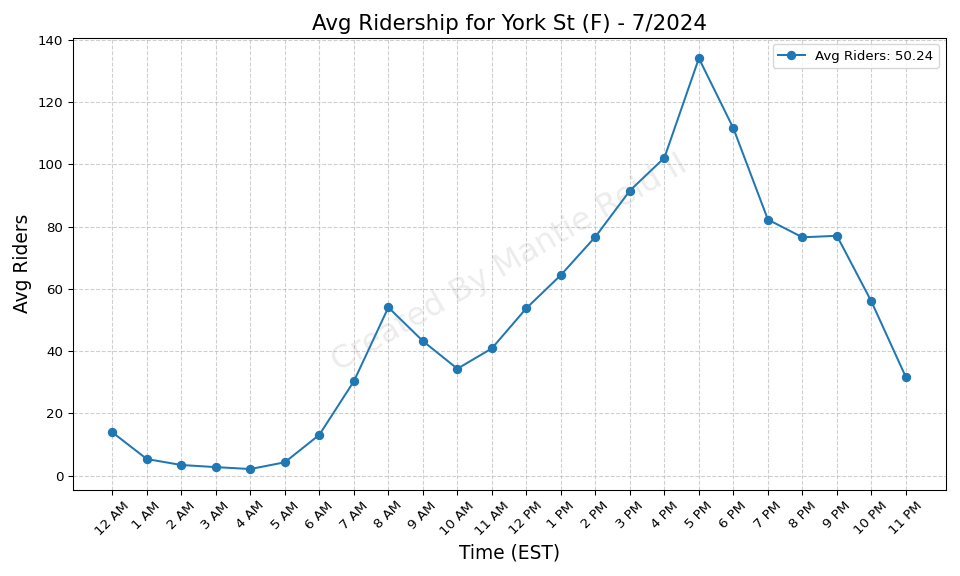 Avg Ridership for York St (F) - 7/2024
Avg Riders: 50.24
140
120
100
80
60
40
20
0
Avg Riders
Created By Mantie Reid II
12 AM
1 AM
2 AM
3 AM
4 AM
5 AM
6 AM
7 AM
8 AM
9 AM
10 AM
11 AM
12 PM
1 PM
2 PM
3 PM
4 PM
5 PM
6 PM
7 PM
8 PM
9 PM
10 PM
11 PM
Time (EST)